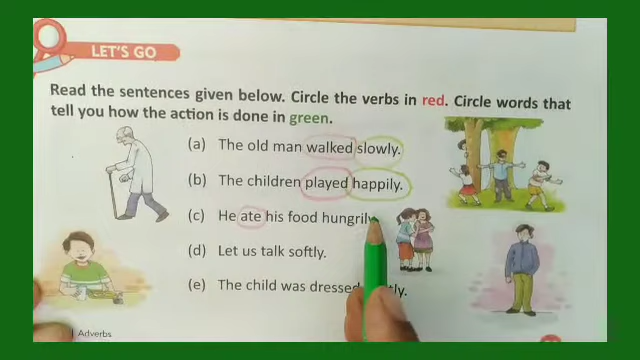 LET'S GO
Read the sentences given below. Circle the verbs in red. Circle words that
tell you how the action is done in green.
(a) The old man walked slowly.
(b) The children played happily.
(c) He ate his food hungrily
(d) Let us talk softly.
(e) The child was dressed
Adverbs